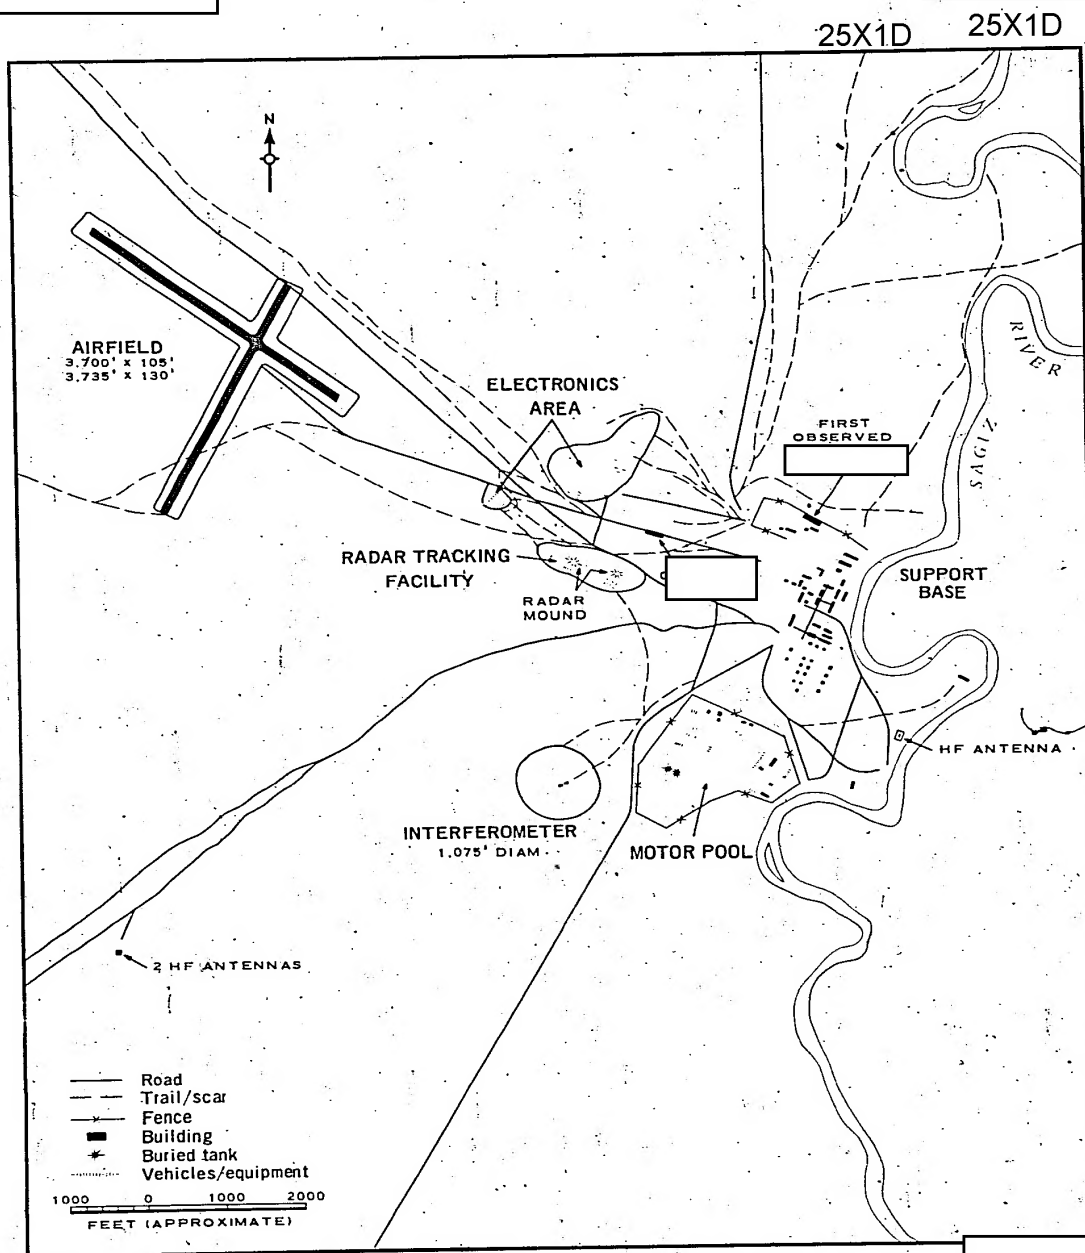 25X1D 25X1D
N
AIRFIELD
3,700' x 105'
3,735' x 130'
RIVER
SAGIZ
ELECTRONICS
AREA
FIRST
OBSERVED
RADAR TRACKING
FACILITY
RADAR
MOUND
SUPPORT
BASE
HF ANTENNA
INTERFEROMETER
1,075' DIAM
MOTOR POOL
2 HF ANTENNAS
Road
Trail/scar
Fence
Building
Buried tank
Vehicles/equipment
1000 0 1000 2000
FEET (APPROXIMATE)